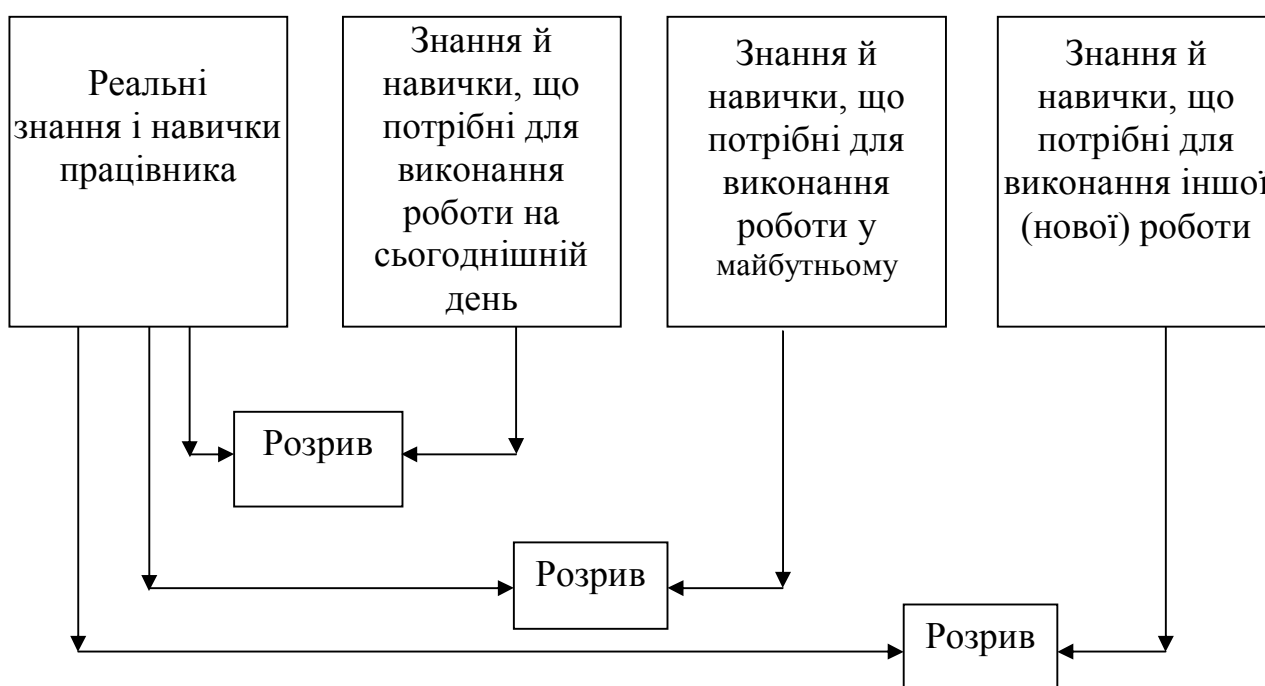 Реальні
знання і навички
працівника
Знання й
навички, що
потрібні для
виконання
роботи на
сьогоднішній
день
Знання й
навички, що
потрібні для
виконання
роботи у
майбутньому
Знання й
навички, що
потрібні для
виконання іншої
(нової) роботи
Розрив
Розрив
Розрив